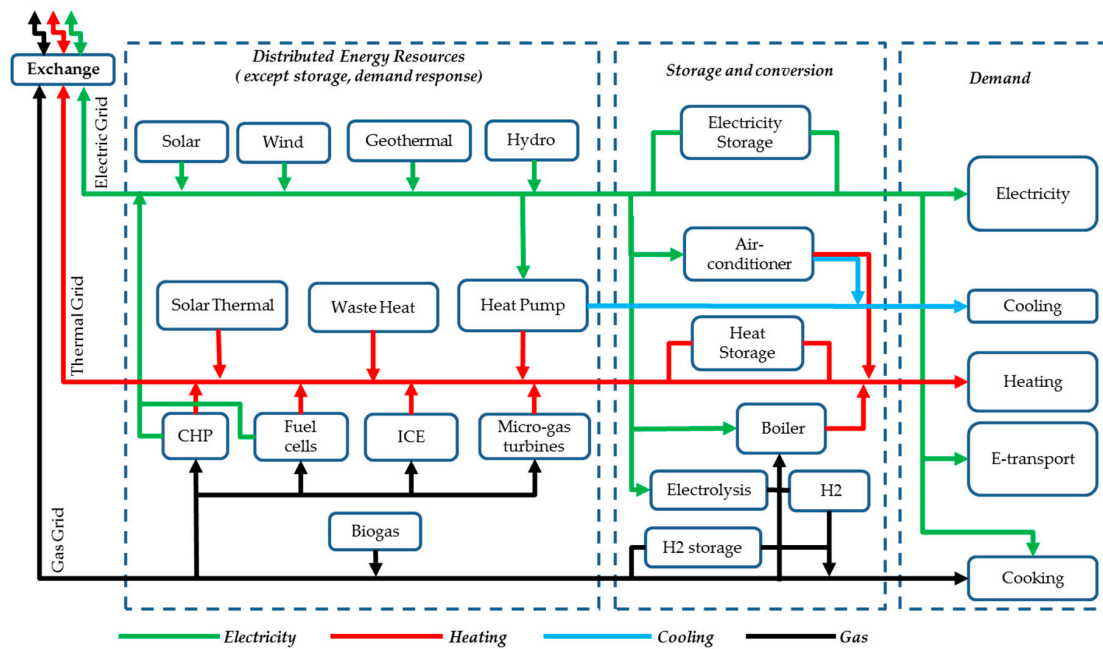 Exchange
Distributed Energy Resources
( except storage, demand response)
Storage and conversion
Demand
Electric Grid
Solar
Wind
Geothermal
Hydro
Electricity
Storage
Electricity
Air-
conditioner
Thermal Grid
Solar Thermal
Waste Heat
Heat Pump
Cooling
Heat
Storage
Heating
CHP
Fuel
cells
ICE
Micro-gas
turbines
Boiler
E-transport
Electrolysis
H2
Gas Grid
Biogas
H2 storage
Cooking
Electricity
Heating
Cooling
Gas